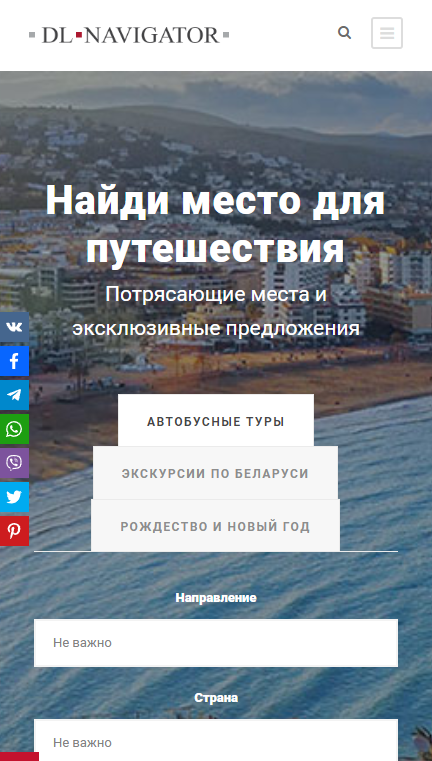 DL NAVIGATOR
Найди место для
путешествия
Потрясающие места и
эксклюзивные предложения
АВТОБУСНЫЕ ТУРЫ
ЭКСКУРСИИ ПО БЕЛАРУСИ
РОЖДЕСТВО И НОВЫЙ ГОД
Направление
Не важно
Страна
Не важно